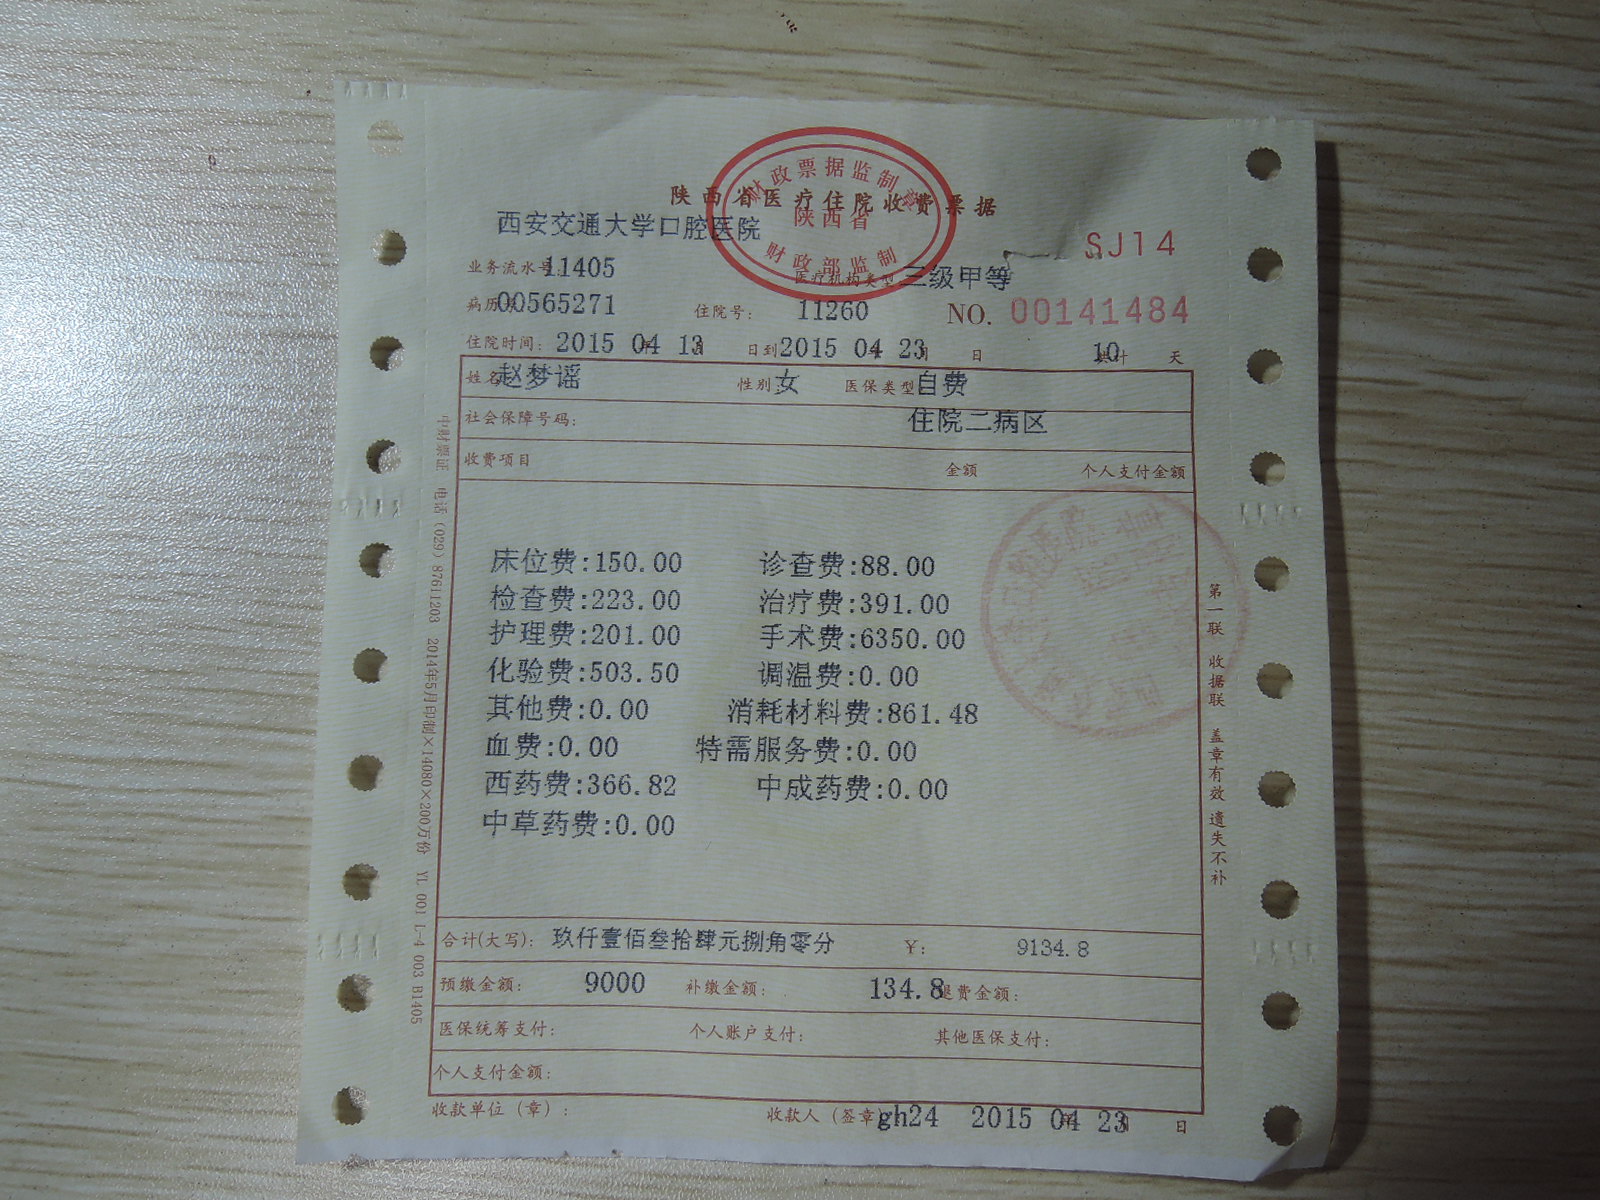 财政票据监制章
陕西省
财政部监制
陕西省医疗住院收费票据
西安交通大学口腔医院
SJ14
业务流水号 11405 医疗机构类型 三级甲等
病历 00565271 住院号: 11260 NO. 00141484
住院时间: 2015 年 04 月 13 日到 2015 年 04 月 23 日 共计 10 天
姓名 赵梦谣 性别 女 医保类型 自费
社会保障号码: 住院二病区
收费项目 金额 个人支付金额
床位费:150.00 诊查费:88.00
检查费:223.00 治疗费:391.00
护理费:201.00 手术费:6350.00
化验费:503.50 调温费:0.00
其他费:0.00 消耗材料费:861.48
血费:0.00 特需服务费:0.00
西药费:366.82 中成药费:0.00
中草药费:0.00
合计(大写): 玖仟壹佰叁拾肆元捌角零分 ¥: 9134.8
预缴金额: 9000 补缴金额: 134.8 退费金额:
医保统筹支付: 个人账户支付: 其他医保支付:
个人支付金额:
收款单位(章): 收款人(签章) gh24 2015 年 04 月 23 日
中财票证 电话(029)87611203 2014年5月印制×14080×200万份 YL 001 L-4 003 B1405
第一联 收据联 盖章有效 遗失不补